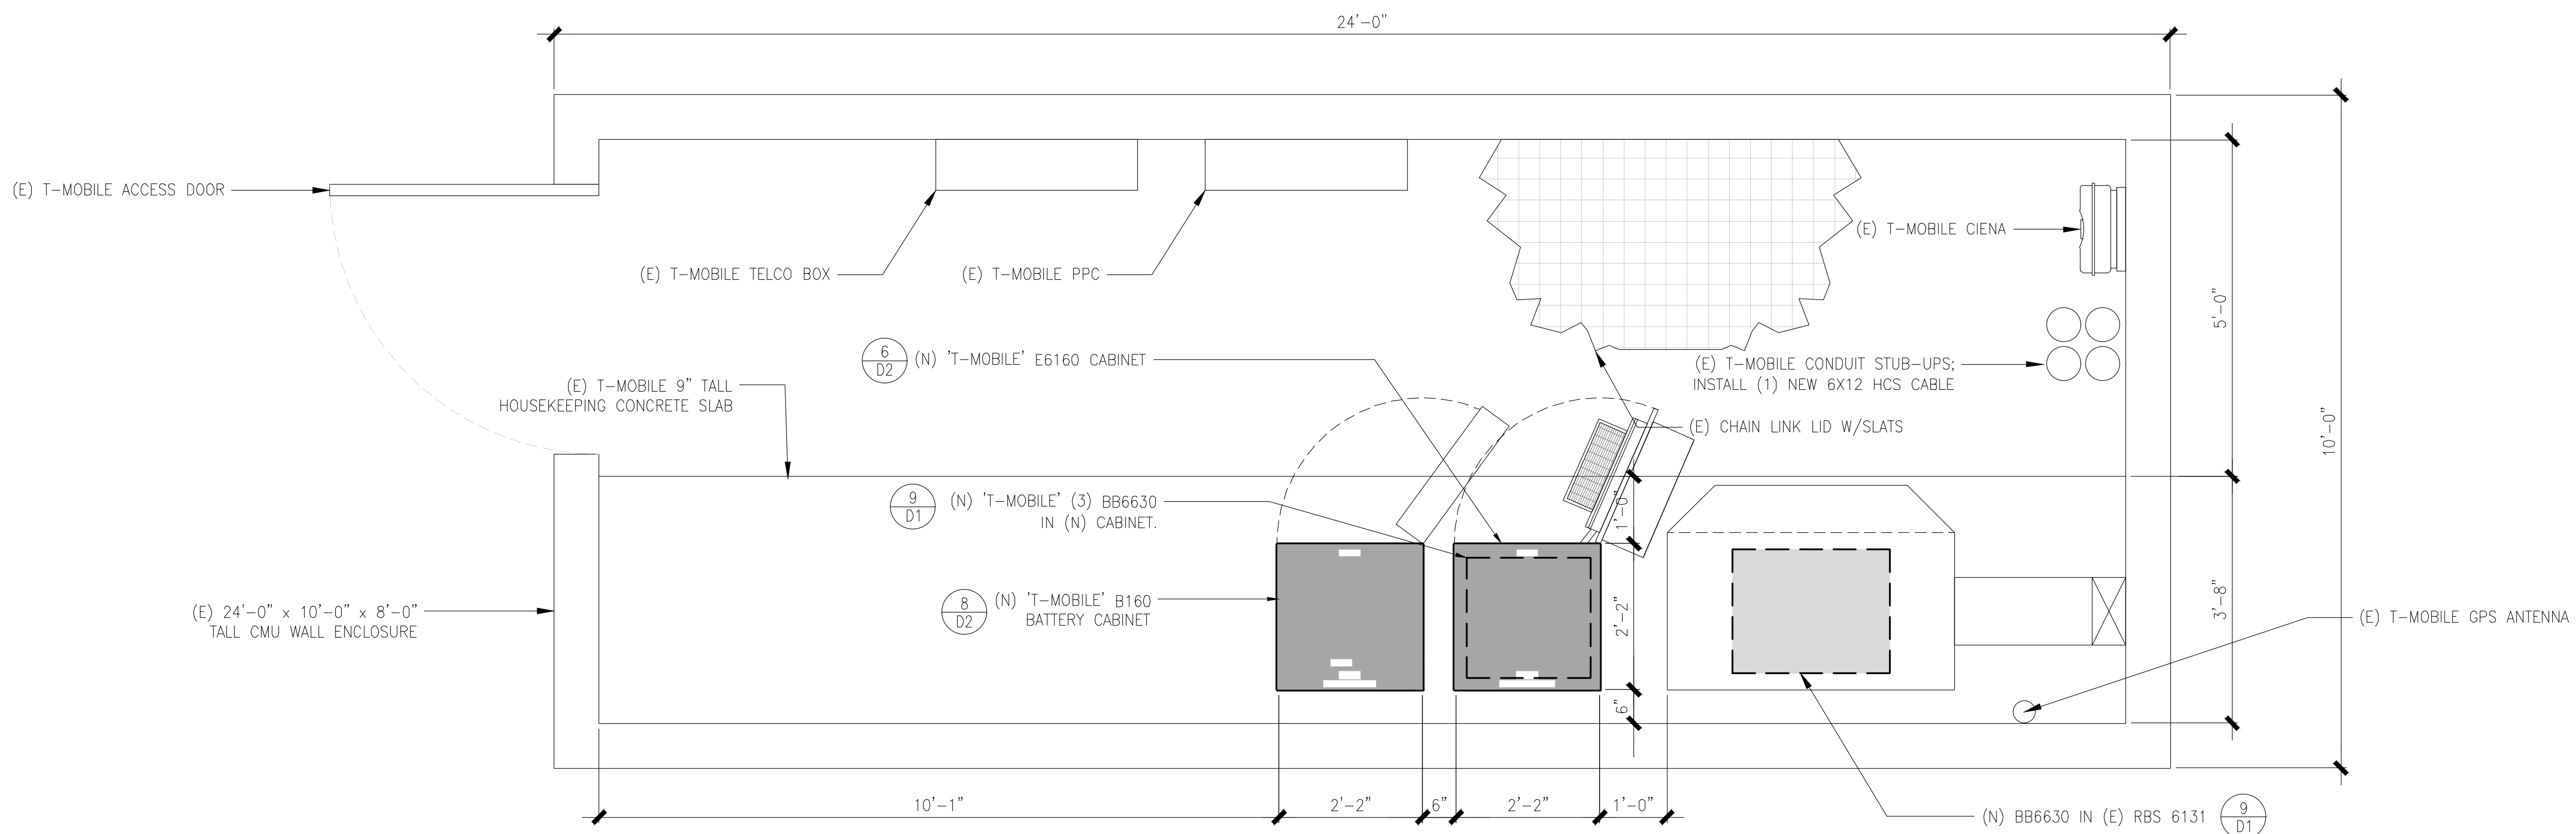 24'-0"
(E) T-MOBILE ACCESS DOOR
(E) T-MOBILE CIENA
(E) T-MOBILE TELCO BOX
(E) T-MOBILE PPC
5'-0"
6
D2
(N) 'T-MOBILE' E6160 CABINET
(E) T-MOBILE CONDUIT STUB-UPS;
INSTALL (1) NEW 6X12 HCS CABLE
(E) T-MOBILE 9" TALL
HOUSEKEEPING CONCRETE SLAB
(E) CHAIN LINK LID W/SLATS
10'-0"
9
D1
(N) 'T-MOBILE' (3) BB6630
IN (N) CABINET.
1'-0"
8
D2
(N) 'T-MOBILE' B160
BATTERY CABINET
(E) 24'-0" x 10'-0" x 8'-0"
TALL CMU WALL ENCLOSURE
2'-2"
3'-8"
(E) T-MOBILE GPS ANTENNA
6"
10'-1"
2'-2"
6"
2'-2"
1'-0"
(N) BB6630 IN (E) RBS 6131
9
D1